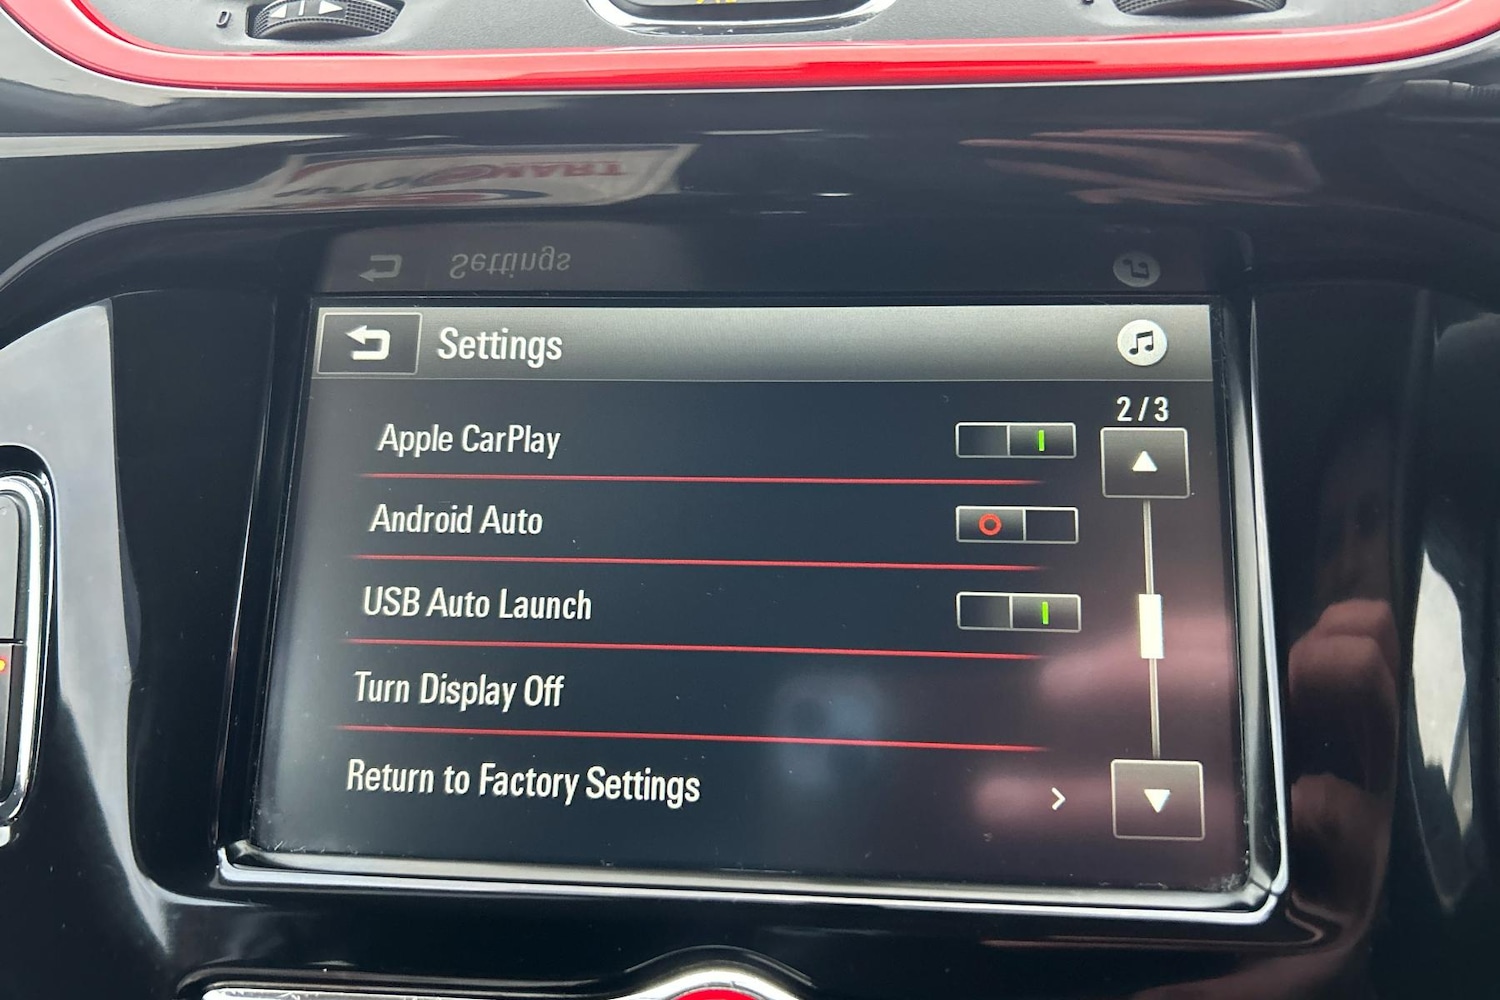 Settings
2/3
Apple CarPlay
Android Auto
USB Auto Launch
Turn Display Off
Return to Factory Settings